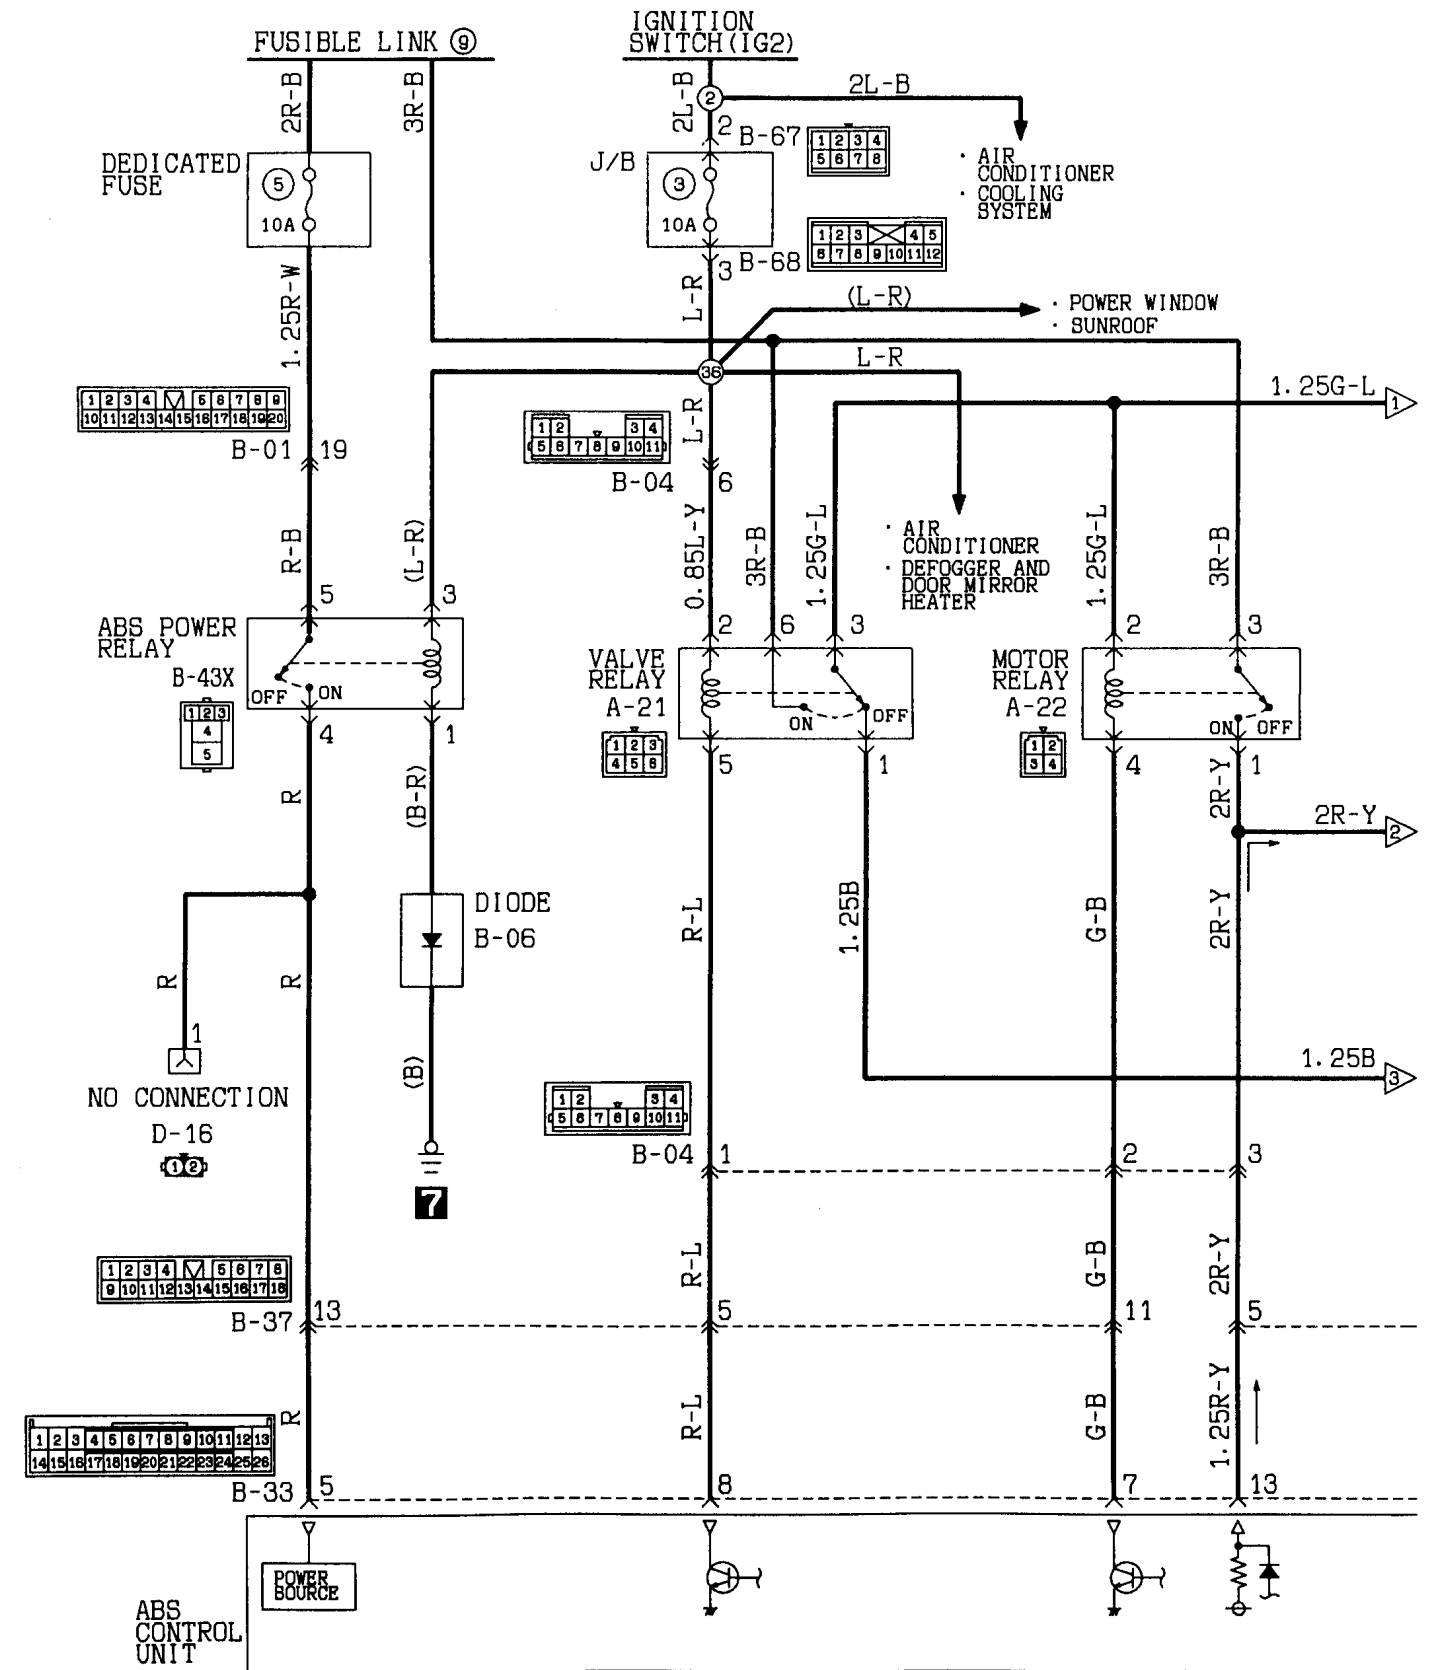 FUSIBLE LINK ⑨
IGNITION
SWITCH(IG2)
2R-B
3R-B
2L-B
2
2L-B
2
B-67
1 2 3 4
5 6 7 8
· AIR
CONDITIONER
· COOLING
SYSTEM
DEDICATED
FUSE
5
10A
J/B
3
10A
1 2 3 4 5
6 7 8 9 10 11 12
3
B-68
1.25R-W
L-R
(L-R)
· POWER WINDOW
· SUNROOF
36
L-R
1.25G-L
1
1 2 3 4 5 6 7 8 9
10 11 12 13 14 15 16 17 18 19 20
B-01
19
1 2 3 4
5 6 7 8 9 10 11
L-R
B-04
6
R-B
(L-R)
0.85L-Y
3R-B
1.25G-L
· AIR
CONDITIONER
· DEFOGGER AND
DOOR MIRROR
HEATER
1.25G-L
3R-B
5
3
2
6
3
2
3
ABS POWER
RELAY
B-43X
OFF
ON
1 2 3
4
5
VALVE
RELAY
A-21
ON
OFF
1 2 3
4 5 6
MOTOR
RELAY
A-22
ON
OFF
1 2
3 4
4
1
5
1
4
1
R
(B-R)
2R-Y
2R-Y
2
DIODE
B-06
R-L
1.25B
G-B
2R-Y
R
R
1
NO CONNECTION
D-16
1 2
(B)
7
1.25B
3
1 2 3 4
5 6 7 8 9 10 11
B-04
1
2
3
1 2 3 4 5 6 7 8
9 10 11 12 13 14 15 16 17 18
R-L
G-B
2R-Y
B-37
13
5
11
5
1 2 3 4 5 6 7 8 9 10 11 12 13
14 15 16 17 18 19 20 21 22 23 24 25 26
R
R-L
G-B
1.25R-Y
B-33
5
8
7
13
POWER
SOURCE
ABS
CONTROL
UNIT